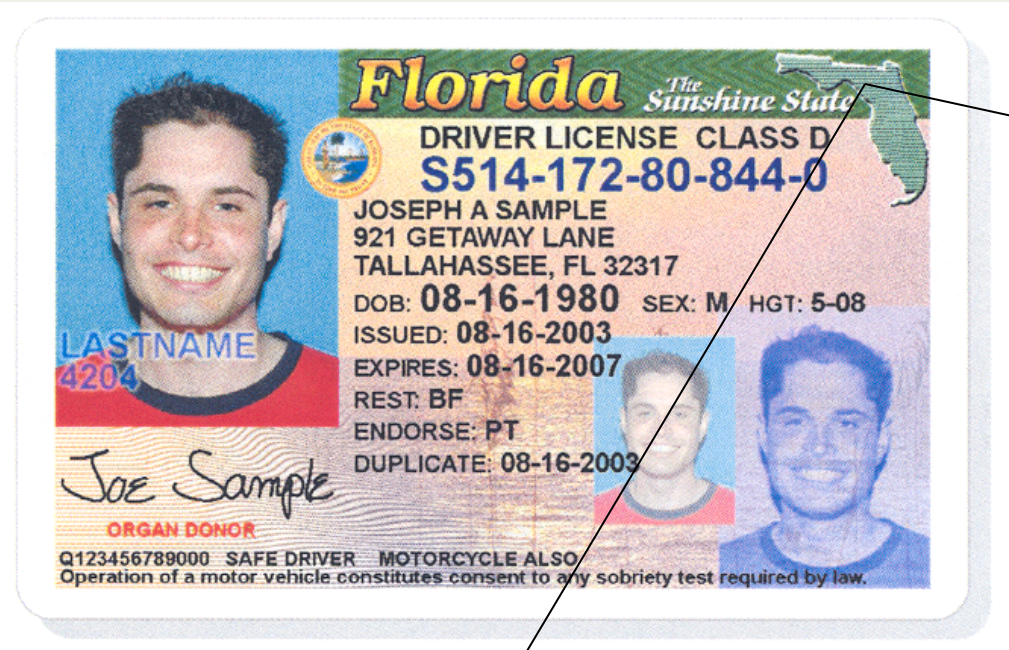 Florida The Sunshine State
DRIVER LICENSE CLASS D
S514-172-80-844-0
JOSEPH A SAMPLE
921 GETAWAY LANE
TALLAHASSEE, FL 32317
DOB: 08-16-1980 SEX: M HGT: 5-08
ISSUED: 08-16-2003
EXPIRES: 08-16-2007
REST: BF
ENDORSE: PT
DUPLICATE: 08-16-2003
LASTNAME
4204
Joe Sample
ORGAN DONOR
Q123456789000 SAFE DRIVER MOTORCYCLE ALSO
Operation of a motor vehicle constitutes consent to any sobriety test required by law.